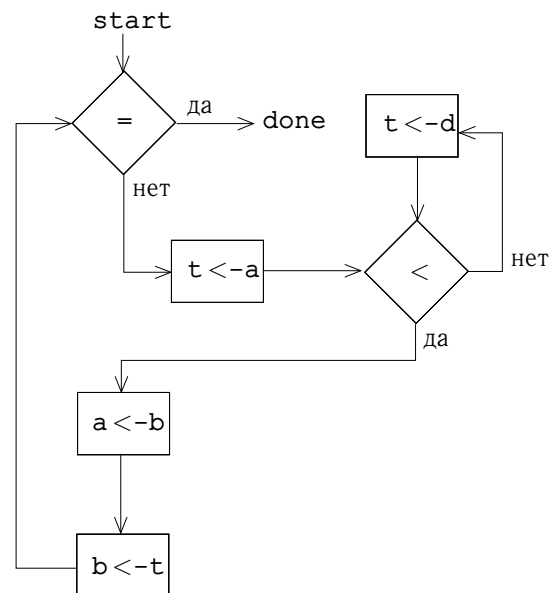 start
=
да
done
t<-d
нет
t<-a
<
нет
да
a<-b
b<-t